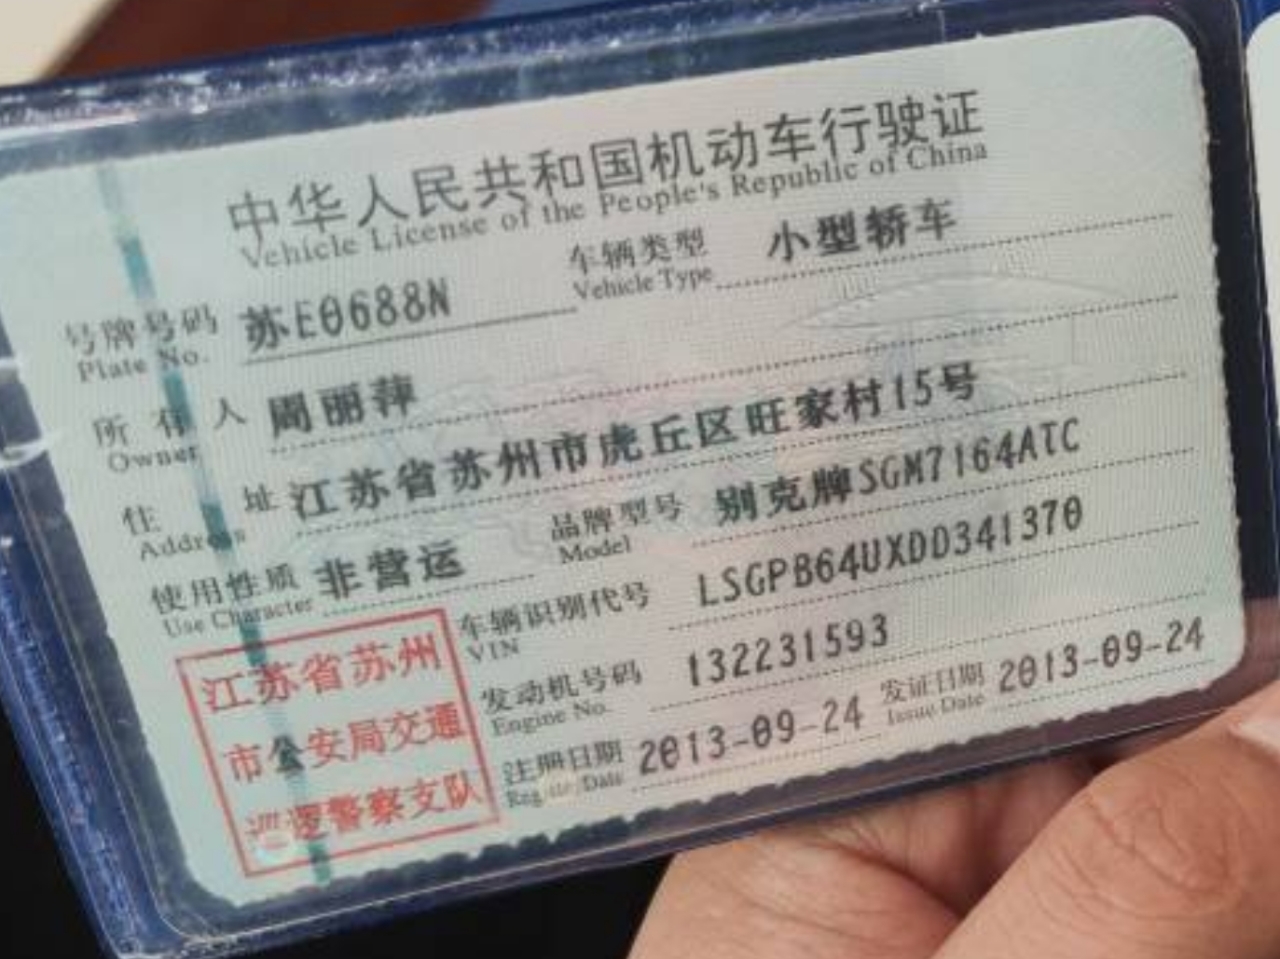 中华人民共和国机动车行驶证
Vehicle License of the People's Republic of China
号牌号码 苏E0688N 车辆类型 小型轿车
Plate No. Vehicle Type
所有人 周丽萍
Owner
住址 江苏省苏州市虎丘区旺家村15号
Address
使用性质 非营运 品牌型号 别克牌SGM7164ATC
Use Character Model
车辆识别代号 LSGPB64UXDD341370
VIN
发动机号码 132231593
Engine No.
注册日期 2013-09-24 发证日期 2013-09-24
Register Date Issue Date
江苏省苏州
市公安局交通
巡逻警察支队